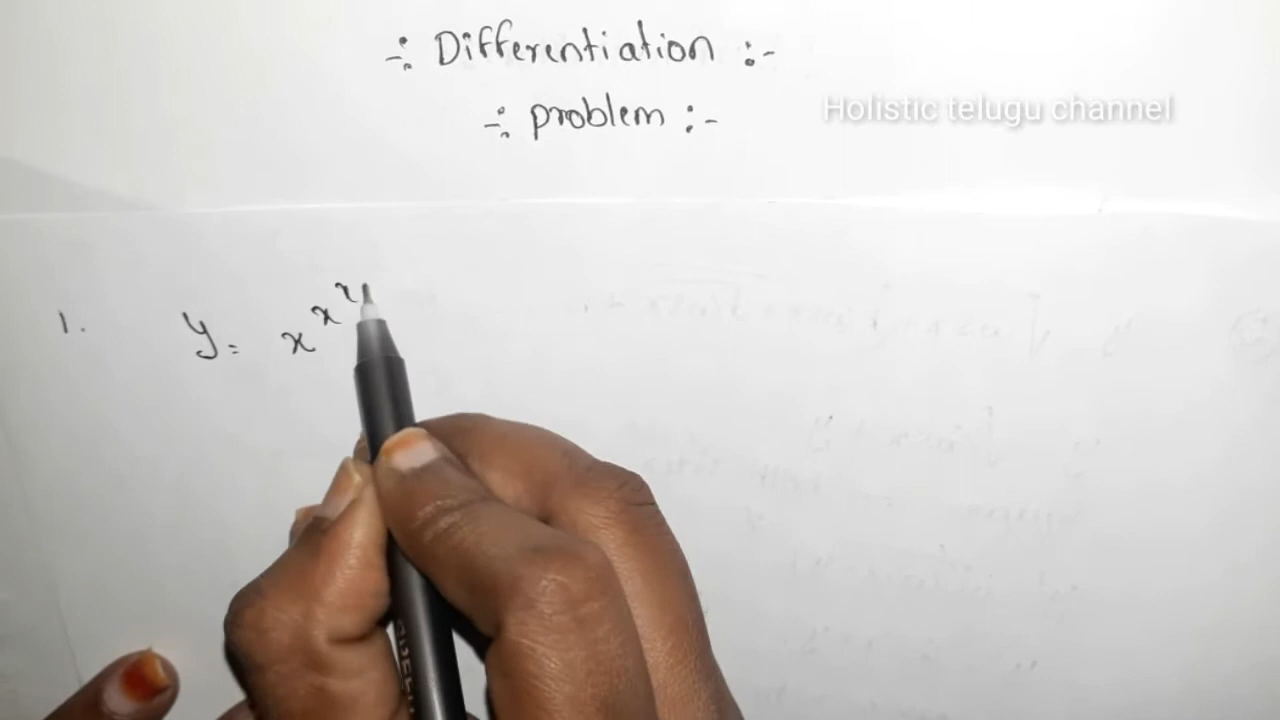 -: Differentiation :-
-: problem :-
Holistic telugu channel
1. y = x^x^x